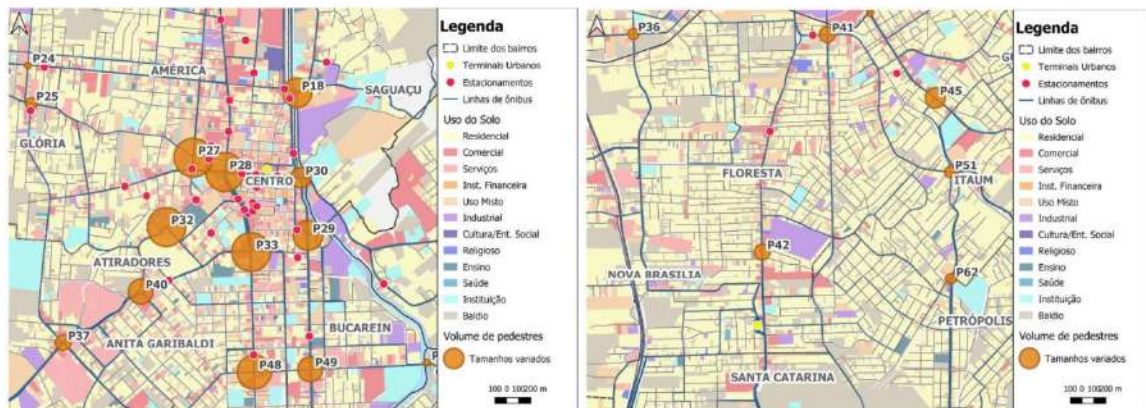 P24
AMÉRICA
P18
SAGUAÇU
P25
GLÓRIA
P27
P28
CENTRO
P30
P32
P29
P33
ATIRADORES
P40
BUCAREIN
P37
ANITA GARIBALDI
P48
P49
Legenda
Limite dos bairros
Terminais Urbanos
Estacionamentos
Linhas de ônibus
Uso do Solo
Residencial
Comercial
Serviços
Inst. Financeira
Uso Misto
Industrial
Cultura/Ent. Social
Religioso
Ensino
Saúde
Instituição
Baldio
Volume de pedestres
Tamanhos variados
100 0 100200 m
P36
P41
P45
P51
FLORESTA
ITAUM
P42
NOVA BRASILIA
P62
PETRÓPOLIS
SANTA CATARINA
Legenda
Limite dos bairros
Terminais Urbanos
Estacionamentos
Linhas de ônibus
Uso do Solo
Residencial
Comercial
Serviços
Inst. Financeira
Uso Misto
Industrial
Cultura/Ent. Social
Religioso
Ensino
Saúde
Instituição
Baldio
Volume de pedestres
Tamanhos variados
100 0 100200 m